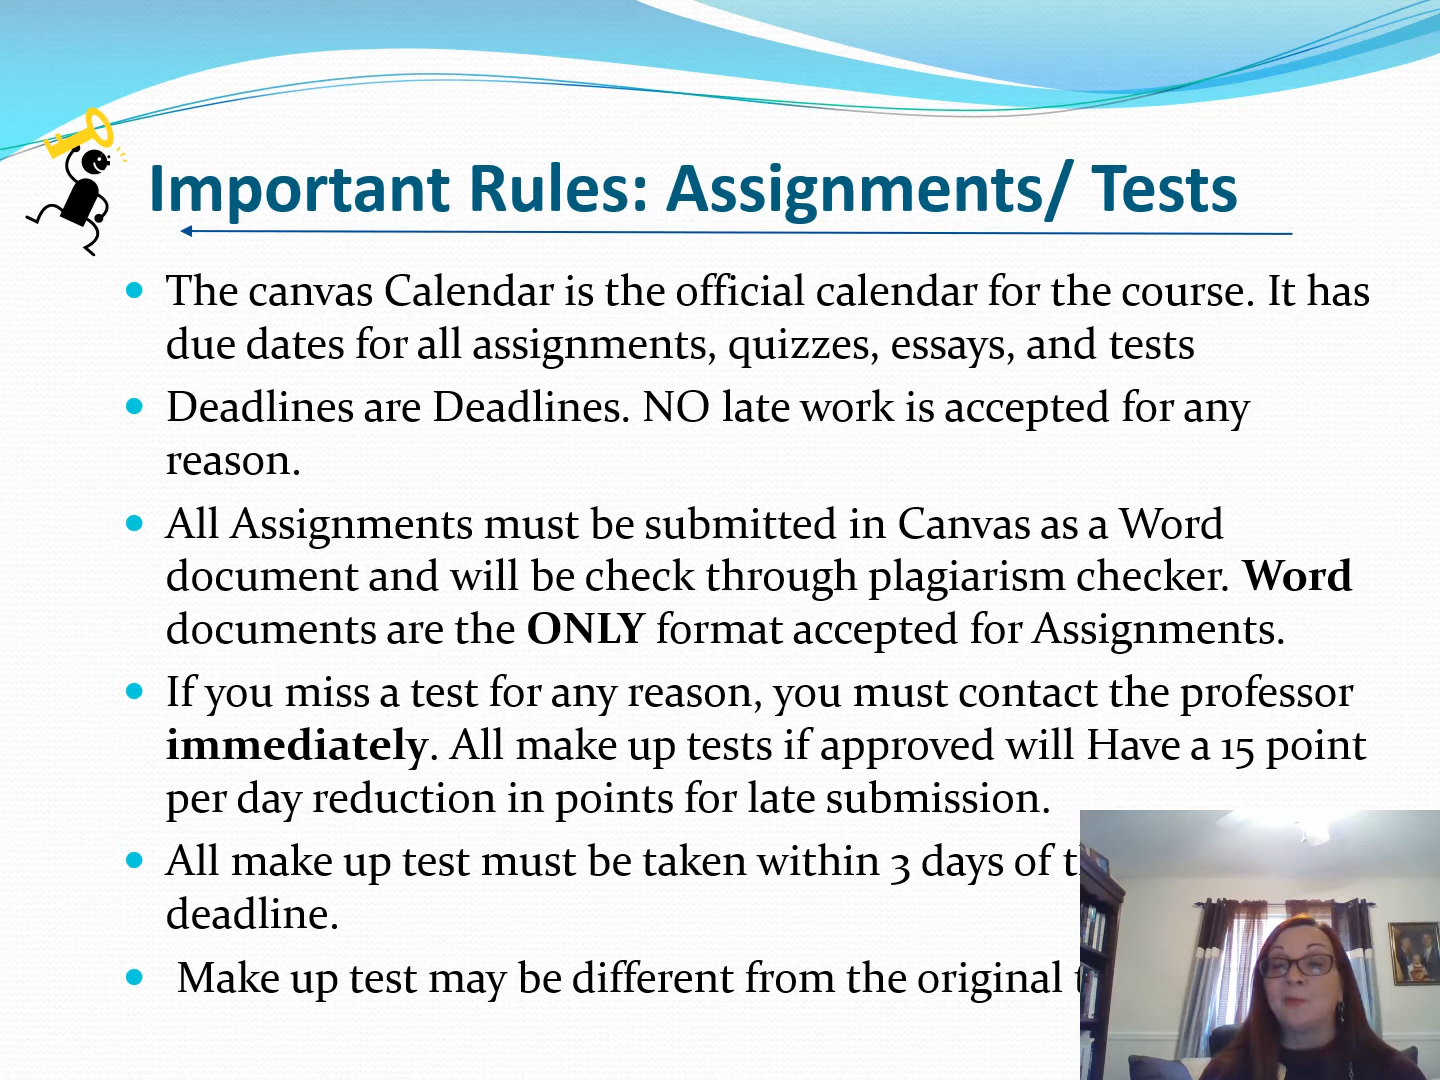 Important Rules: Assignments/ Tests
• The canvas Calendar is the official calendar for the course. It has
due dates for all assignments, quizzes, essays, and tests
• Deadlines are Deadlines. NO late work is accepted for any
reason.
• All Assignments must be submitted in Canvas as a Word
document and will be check through plagiarism checker. Word
documents are the ONLY format accepted for Assignments.
• If you miss a test for any reason, you must contact the professor
immediately. All make up tests if approved will Have a 15 point
per day reduction in points for late submission.
• All make up test must be taken within 3 days of
deadline.
• Make up test may be different from the original